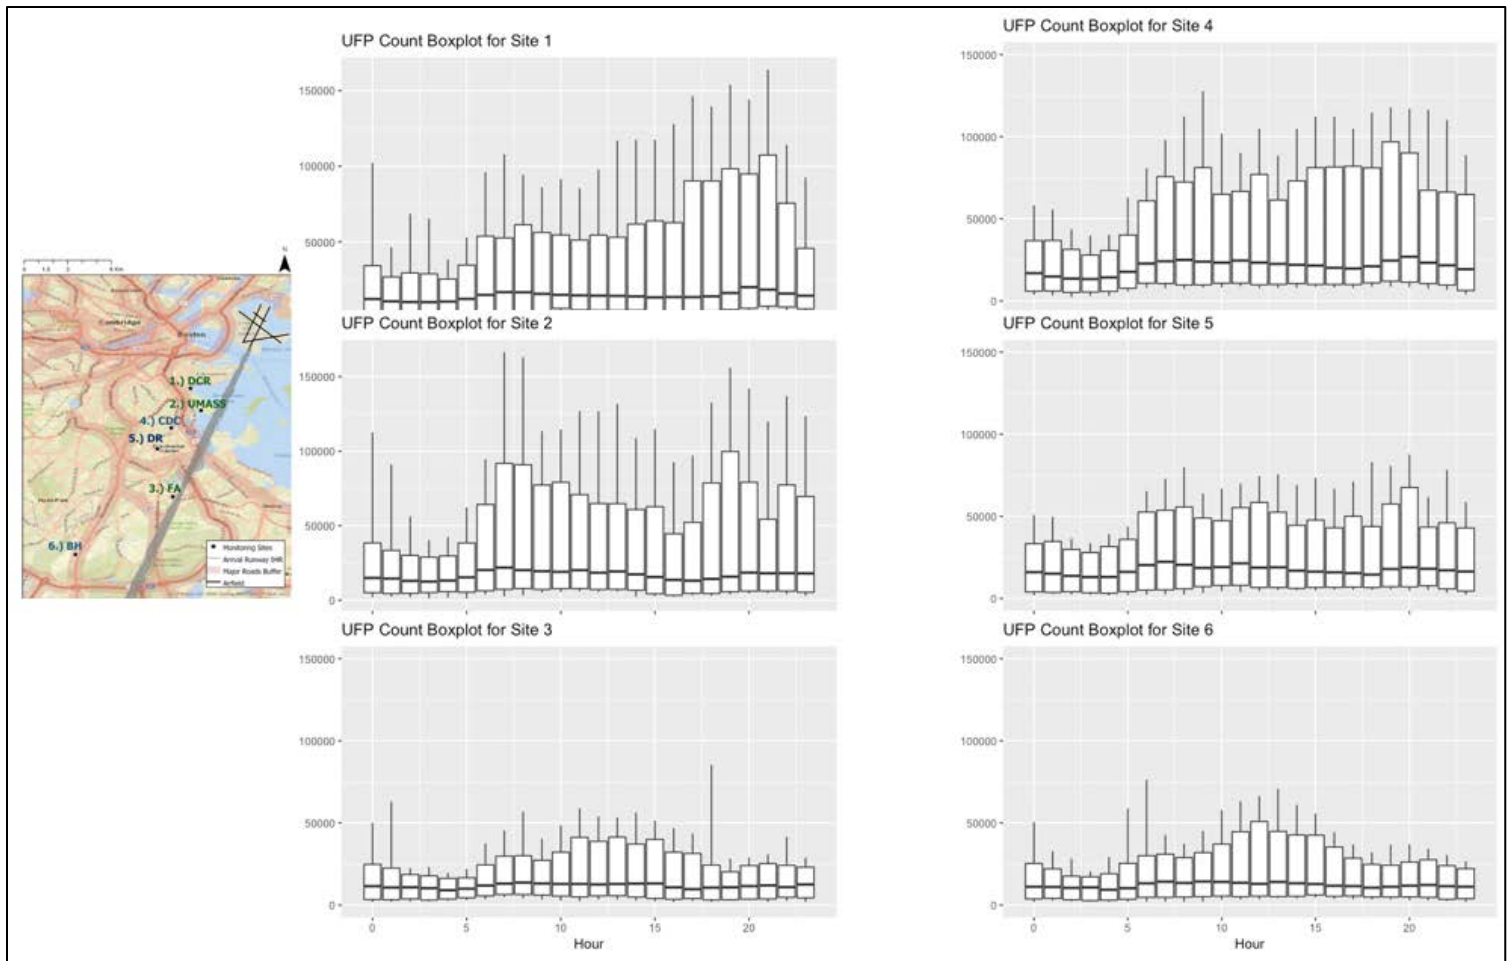 UFP Count Boxplot for Site 1
150000
100000
50000
UFP Count Boxplot for Site 2
150000
100000
50000
0
UFP Count Boxplot for Site 3
150000
100000
50000
0
0 5 10 15 20
Hour
UFP Count Boxplot for Site 4
150000
100000
50000
0
UFP Count Boxplot for Site 5
150000
100000
50000
0
UFP Count Boxplot for Site 6
150000
100000
50000
0
0 5 10 15 20
Hour
N
Cambridge
Boston
1.) DCR
2.) UMASS
4.) CDC
5.) DR
3.) FA
6.) BH
Monitoring Sites
Major Roads Buffer
Airfield